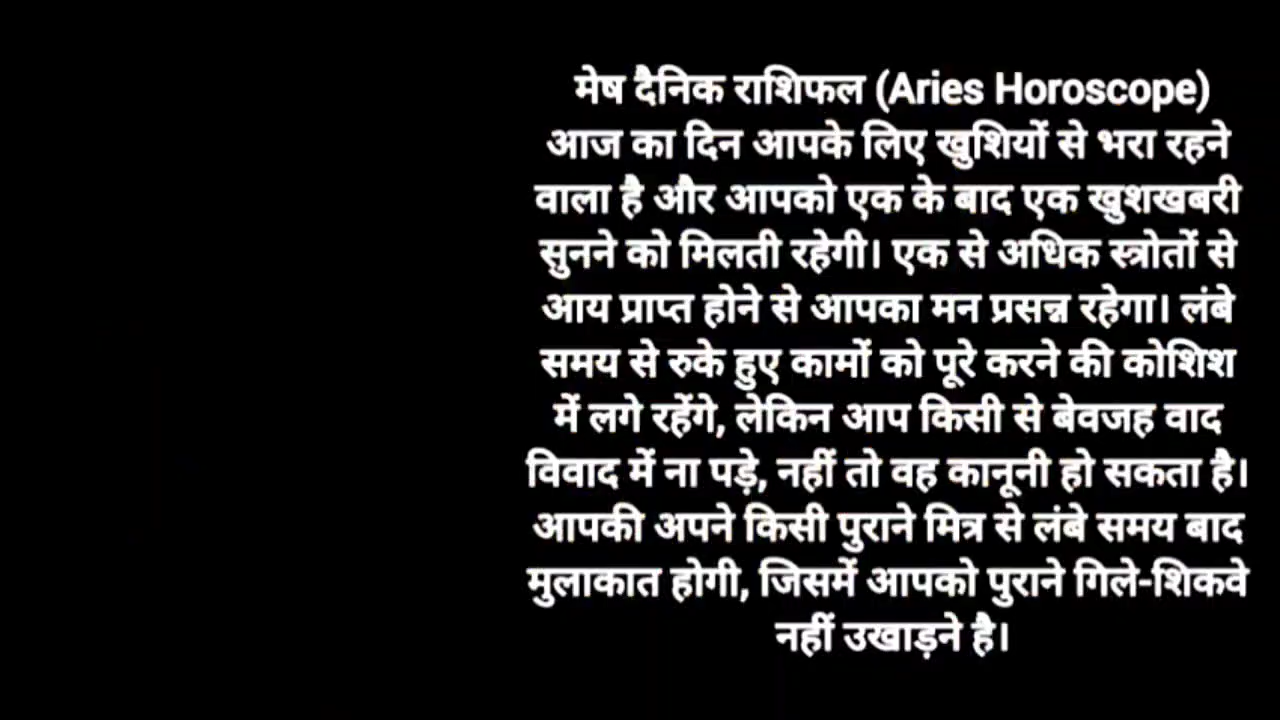 मेष दैनिक राशिफल (Aries Horoscope)
आज का दिन आपके लिए खुशियों से भरा रहने
वाला है और आपको एक के बाद एक खुशखबरी
सुनने को मिलती रहेगी। एक से अधिक स्त्रोतों से
आय प्राप्त होने से आपका मन प्रसन्न रहेगा। लंबे
समय से रुके हुए कामों को पूरे करने की कोशिश
में लगे रहेंगे, लेकिन आप किसी से बेवजह वाद
विवाद में ना पड़े, नहीं तो वह कानूनी हो सकता है।
आपकी अपने किसी पुराने मित्र से लंबे समय बाद
मुलाकात होगी, जिसमें आपको पुराने गिले-शिकवे
नहीं उखाड़ने है।